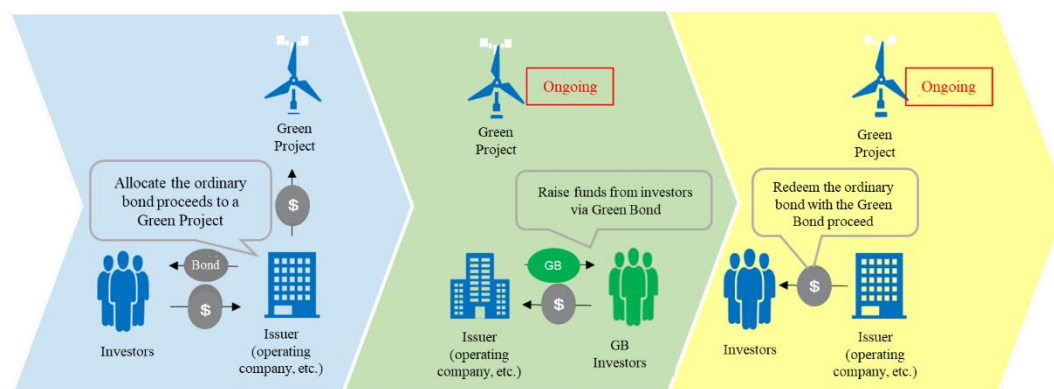 Green
Project
Allocate the ordinary
bond proceeds to a
Green Project
$
Bond
$
Investors
Issuer
(operating
company, etc.)
Ongoing
Green
Project
Raise funds from investors
via Green Bond
GB
$
Issuer
(operating
company, etc.)
GB
Investors
Ongoing
Green
Project
Redeem the ordinary
bond with the Green
Bond proceed
$
Investors
Issuer
(operating
company, etc.)